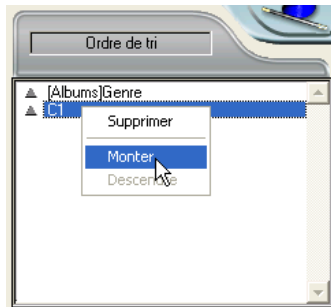 Ordre de tri
[Albums]Genre
C1
Supprimer
Monter
Descendre